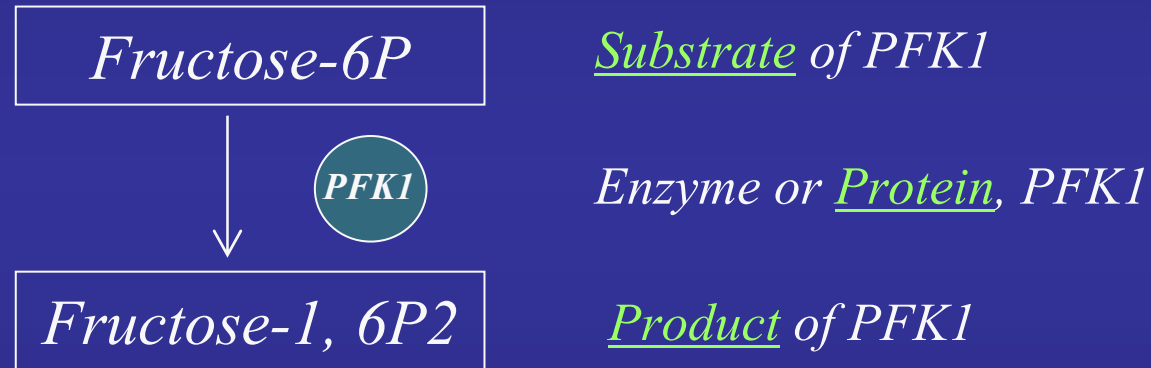 Fructose-6P
Substrate of PFK1
PFK1
Enzyme or Protein, PFK1
Fructose-1, 6P2
Product of PFK1